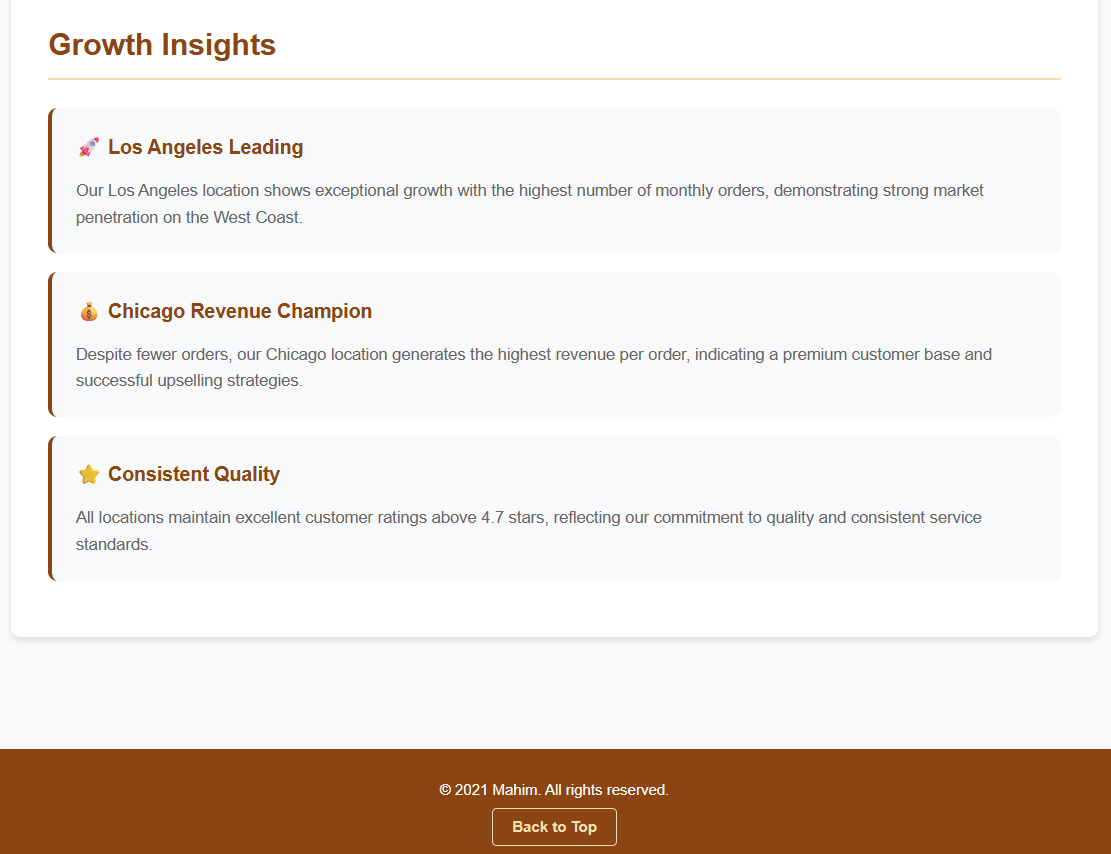 Growth Insights
🚀 Los Angeles Leading
Our Los Angeles location shows exceptional growth with the highest number of monthly orders, demonstrating strong market
penetration on the West Coast.
💰 Chicago Revenue Champion
Despite fewer orders, our Chicago location generates the highest revenue per order, indicating a premium customer base and
successful upselling strategies.
⭐ Consistent Quality
All locations maintain excellent customer ratings above 4.7 stars, reflecting our commitment to quality and consistent service
standards.
© 2021 Mahim. All rights reserved.
Back to Top